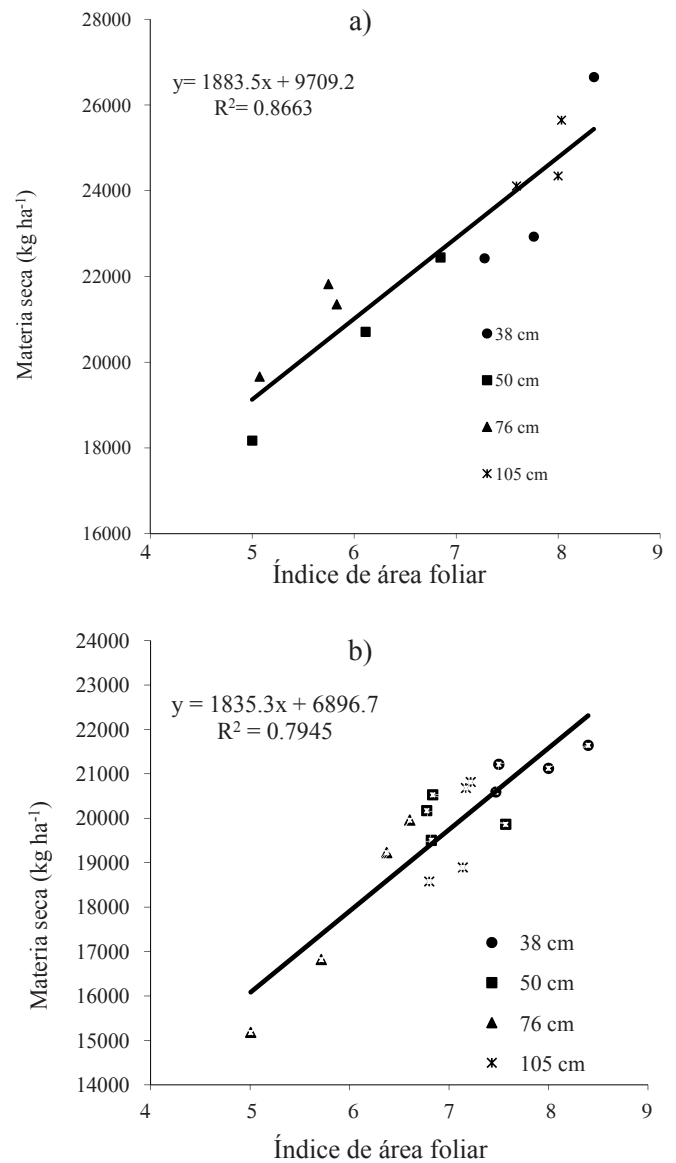 a)
28000
26000
24000
22000
20000
18000
16000
Materia seca (kg ha⁻¹)
y= 1883.5x + 9709.2
R²= 0.8663
38 cm
50 cm
76 cm
105 cm
4 5 6 7 8 9
Índice de área foliar
b)
24000
23000
22000
21000
20000
19000
18000
17000
16000
15000
14000
Materia seca (kg ha⁻¹)
y = 1835.3x + 6896.7
R² = 0.7945
38 cm
50 cm
76 cm
105 cm
4 5 6 7 8 9
Índice de área foliar